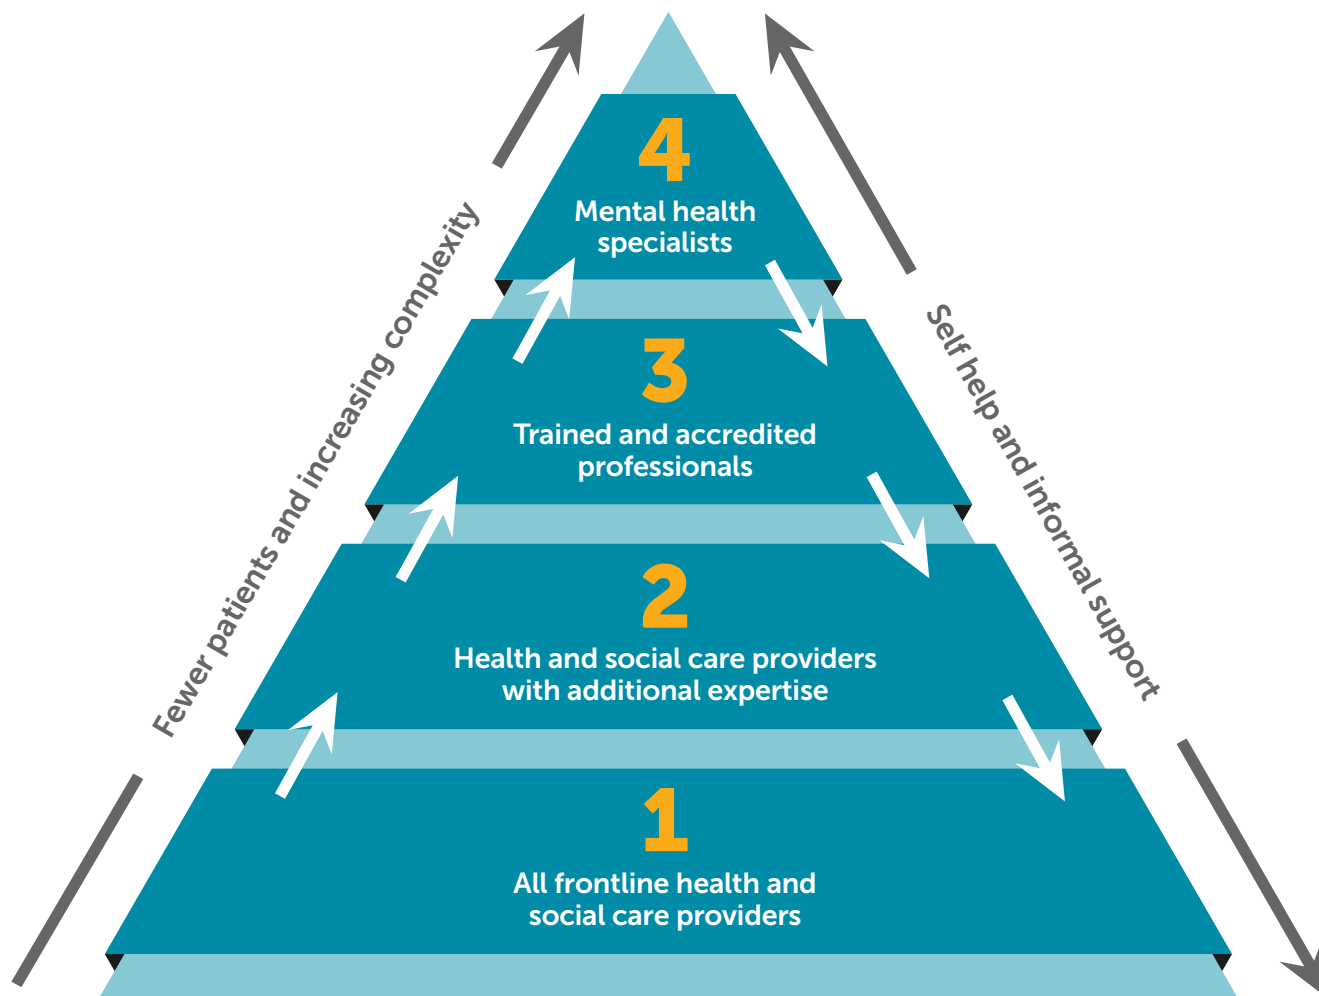 4
Mental health
specialists
3
Trained and accredited
professionals
2
Health and social care providers
with additional expertise
1
All frontline health and
social care providers
Fewer patients and increasing complexity
Self help and informal support